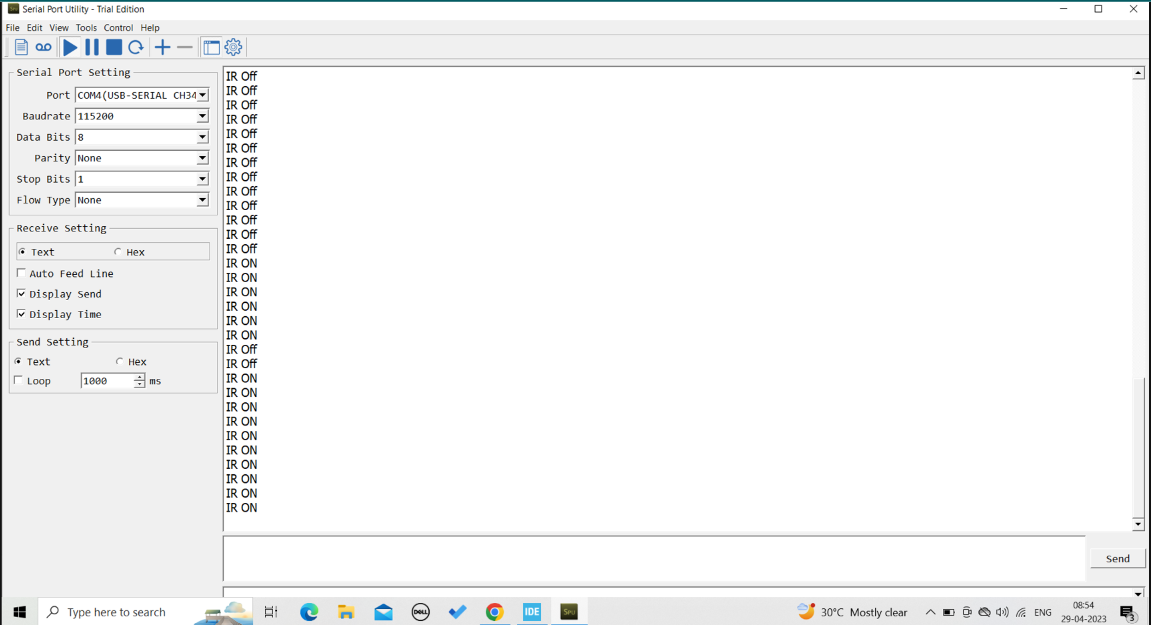 Serial Port Utility - Trial Edition
File Edit View Tools Control Help
Serial Port Setting
Port COM4(USB-SERIAL CH34
Baudrate 115200
Data Bits 8
Parity None
Stop Bits 1
Flow Type None
Receive Setting
Text Hex
Auto Feed Line
Display Send
Display Time
Send Setting
Text Hex
Loop 1000 ms
IR Off
IR Off
IR Off
IR Off
IR Off
IR Off
IR Off
IR Off
IR Off
IR Off
IR Off
IR Off
IR Off
IR ON
IR ON
IR ON
IR ON
IR ON
IR ON
IR Off
IR Off
IR ON
IR ON
IR ON
IR ON
IR ON
IR ON
IR ON
IR ON
IR ON
IR ON
Send
Type here to search
DELL
IDE
30°C Mostly clear
ENG
08:54
29-04-2023
3